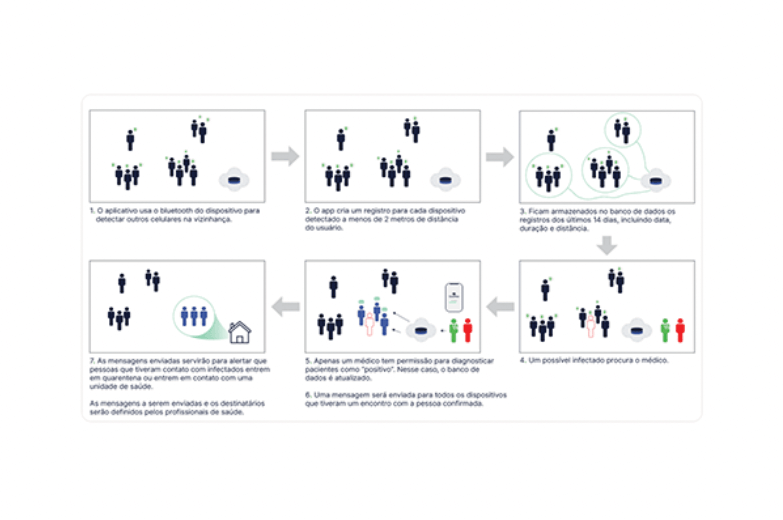 1. O aplicativo usa o bluetooth do dispositivo para
detectar outros celulares na vizinhança.
2. O app cria um registro para cada dispositivo
detectado a menos de 2 metros de distância
do usuário.
3. Ficam armazenados no banco de dados os
registros dos últimos 14 dias, incluindo data,
duração e distância.
4. Um possível infectado procura o médico.
5. Apenas um médico tem permissão para diagnosticar
pacientes como "positivo". Nesse caso, o banco de
dados é atualizado.
6. Uma mensagem será enviada para todos os dispositivos
que tiveram um encontro com a pessoa confirmada.
7. As mensagens enviadas servirão para alertar que
pessoas que tiveram contato com infectados entrem
em quarentena ou entrem em contato com uma
unidade de saúde.
As mensagens a serem enviadas e os destinatários
serão definidos pelos profissionais de saúde.